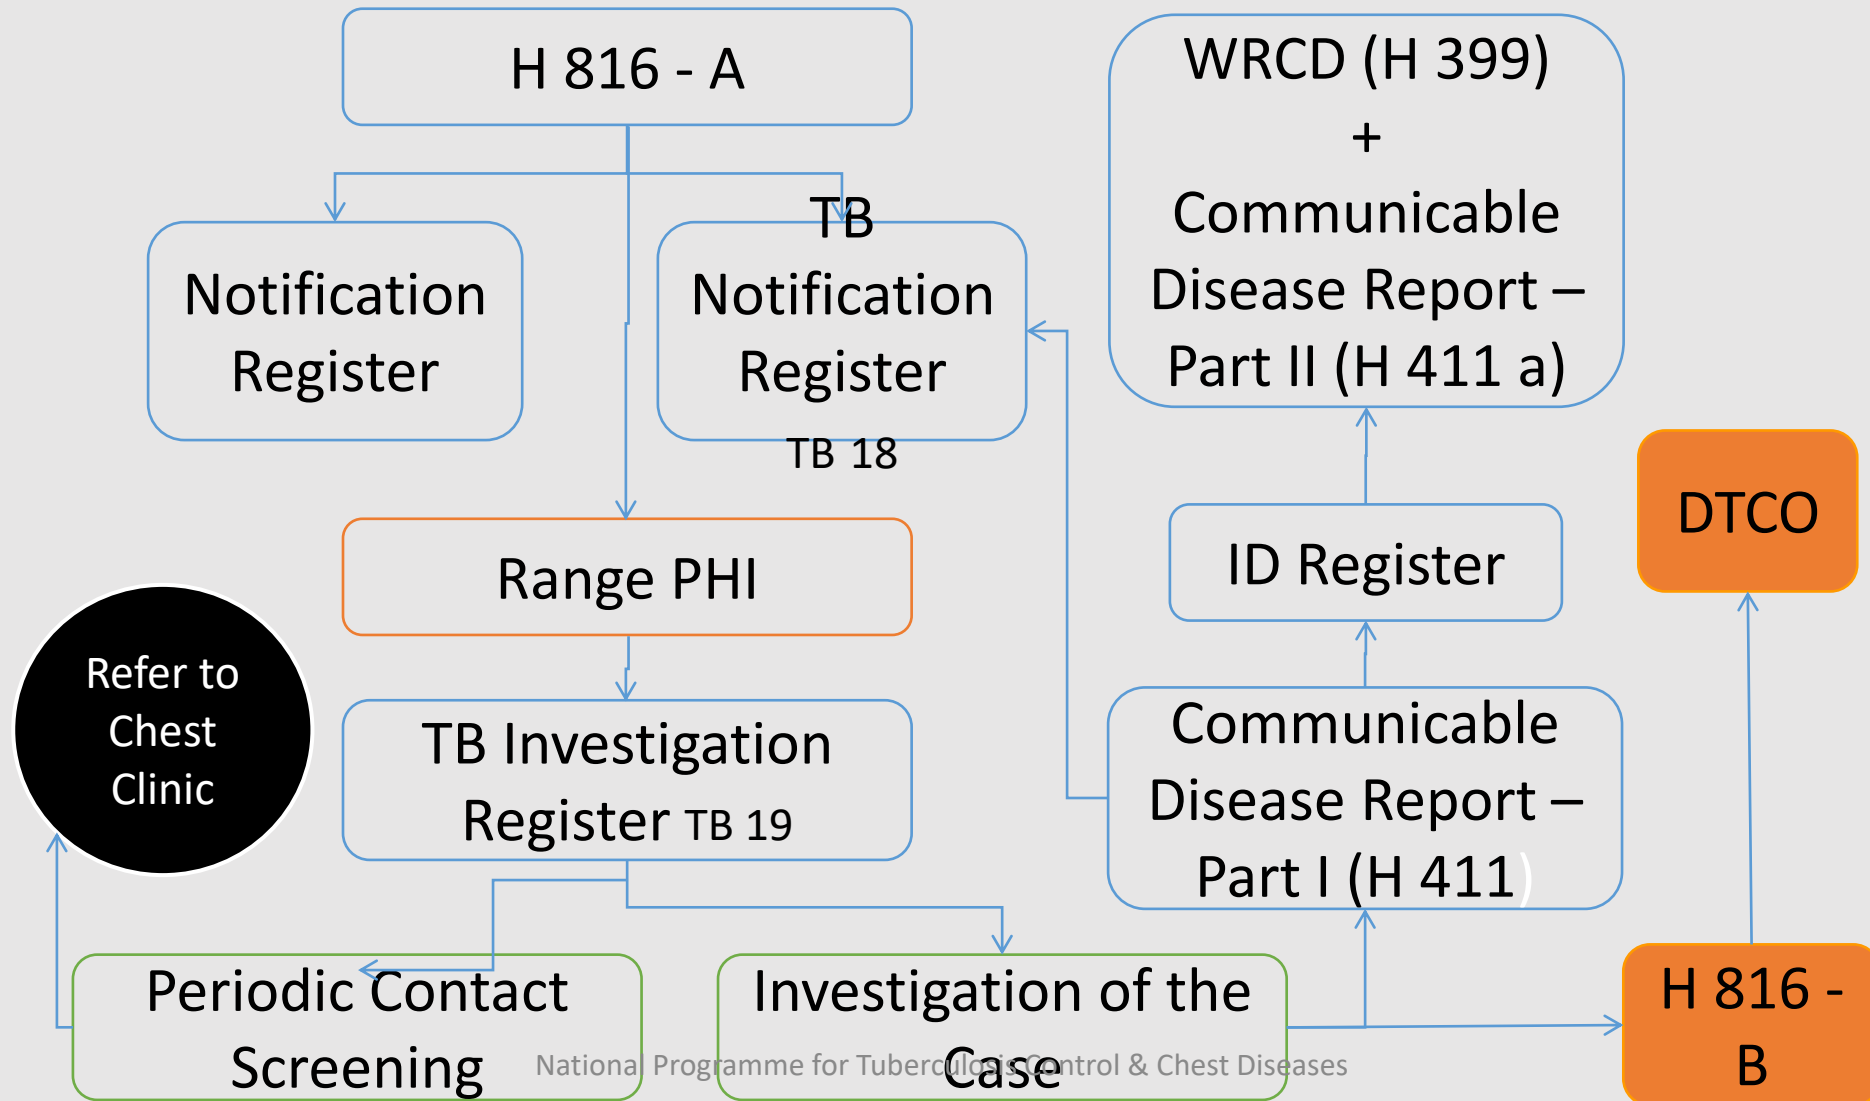 H 816 - A
Notification
Register
TB
Notification
Register
TB 18
WRCD (H 399)
+
Communicable
Disease Report –
Part II (H 411 a)
DTCO
Range PHI
ID Register
Refer to
Chest
Clinic
TB Investigation
Register TB 19
Communicable
Disease Report –
Part I (H 411)
Periodic Contact
Screening
Investigation of the
Case
H 816 -
B
National Programme for Tuberculosis Control & Chest Diseases